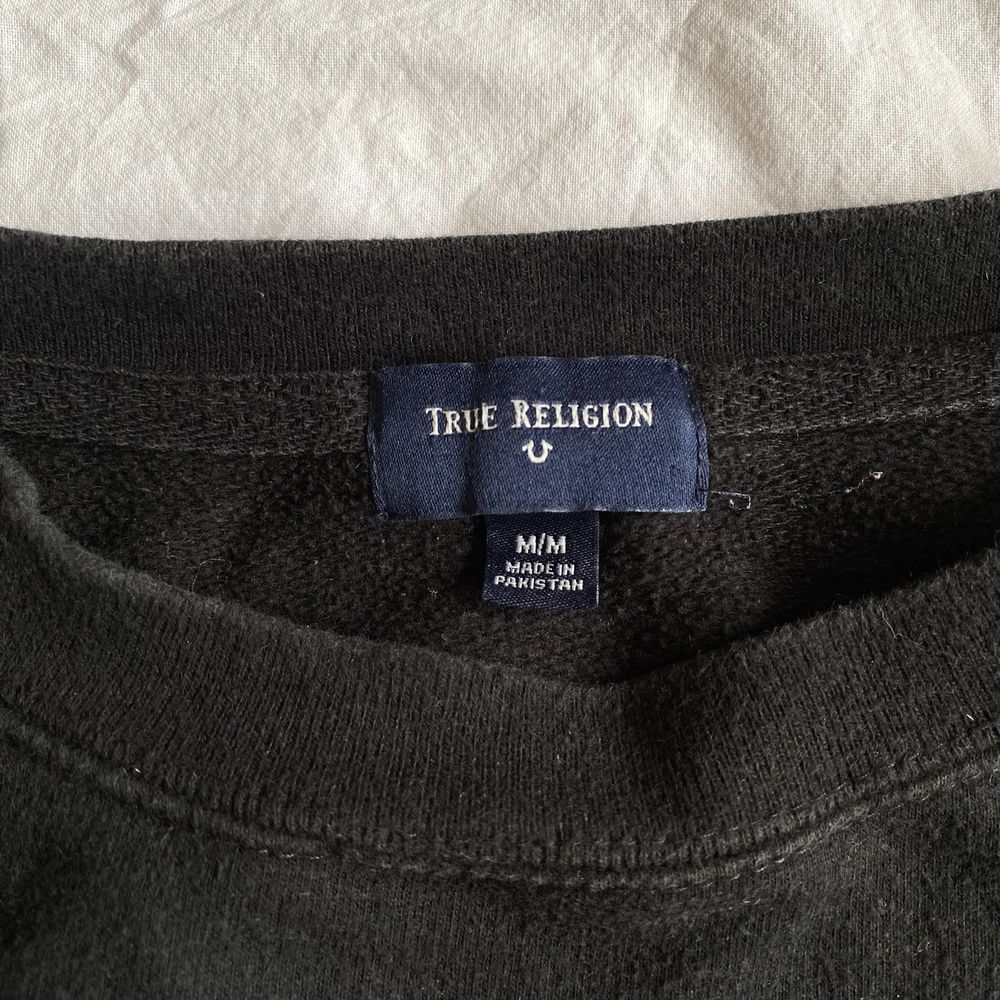 TRUE RELIGION
M/M
MADE IN
PAKISTAN